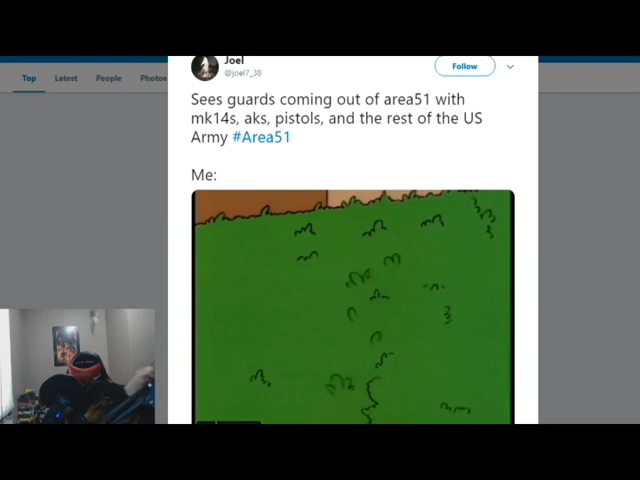 Joel
@joel7_38
Follow
Top Latest People Photos
Sees guards coming out of area51 with
mk14s, aks, pistols, and the rest of the US
Army #Area51
Me: